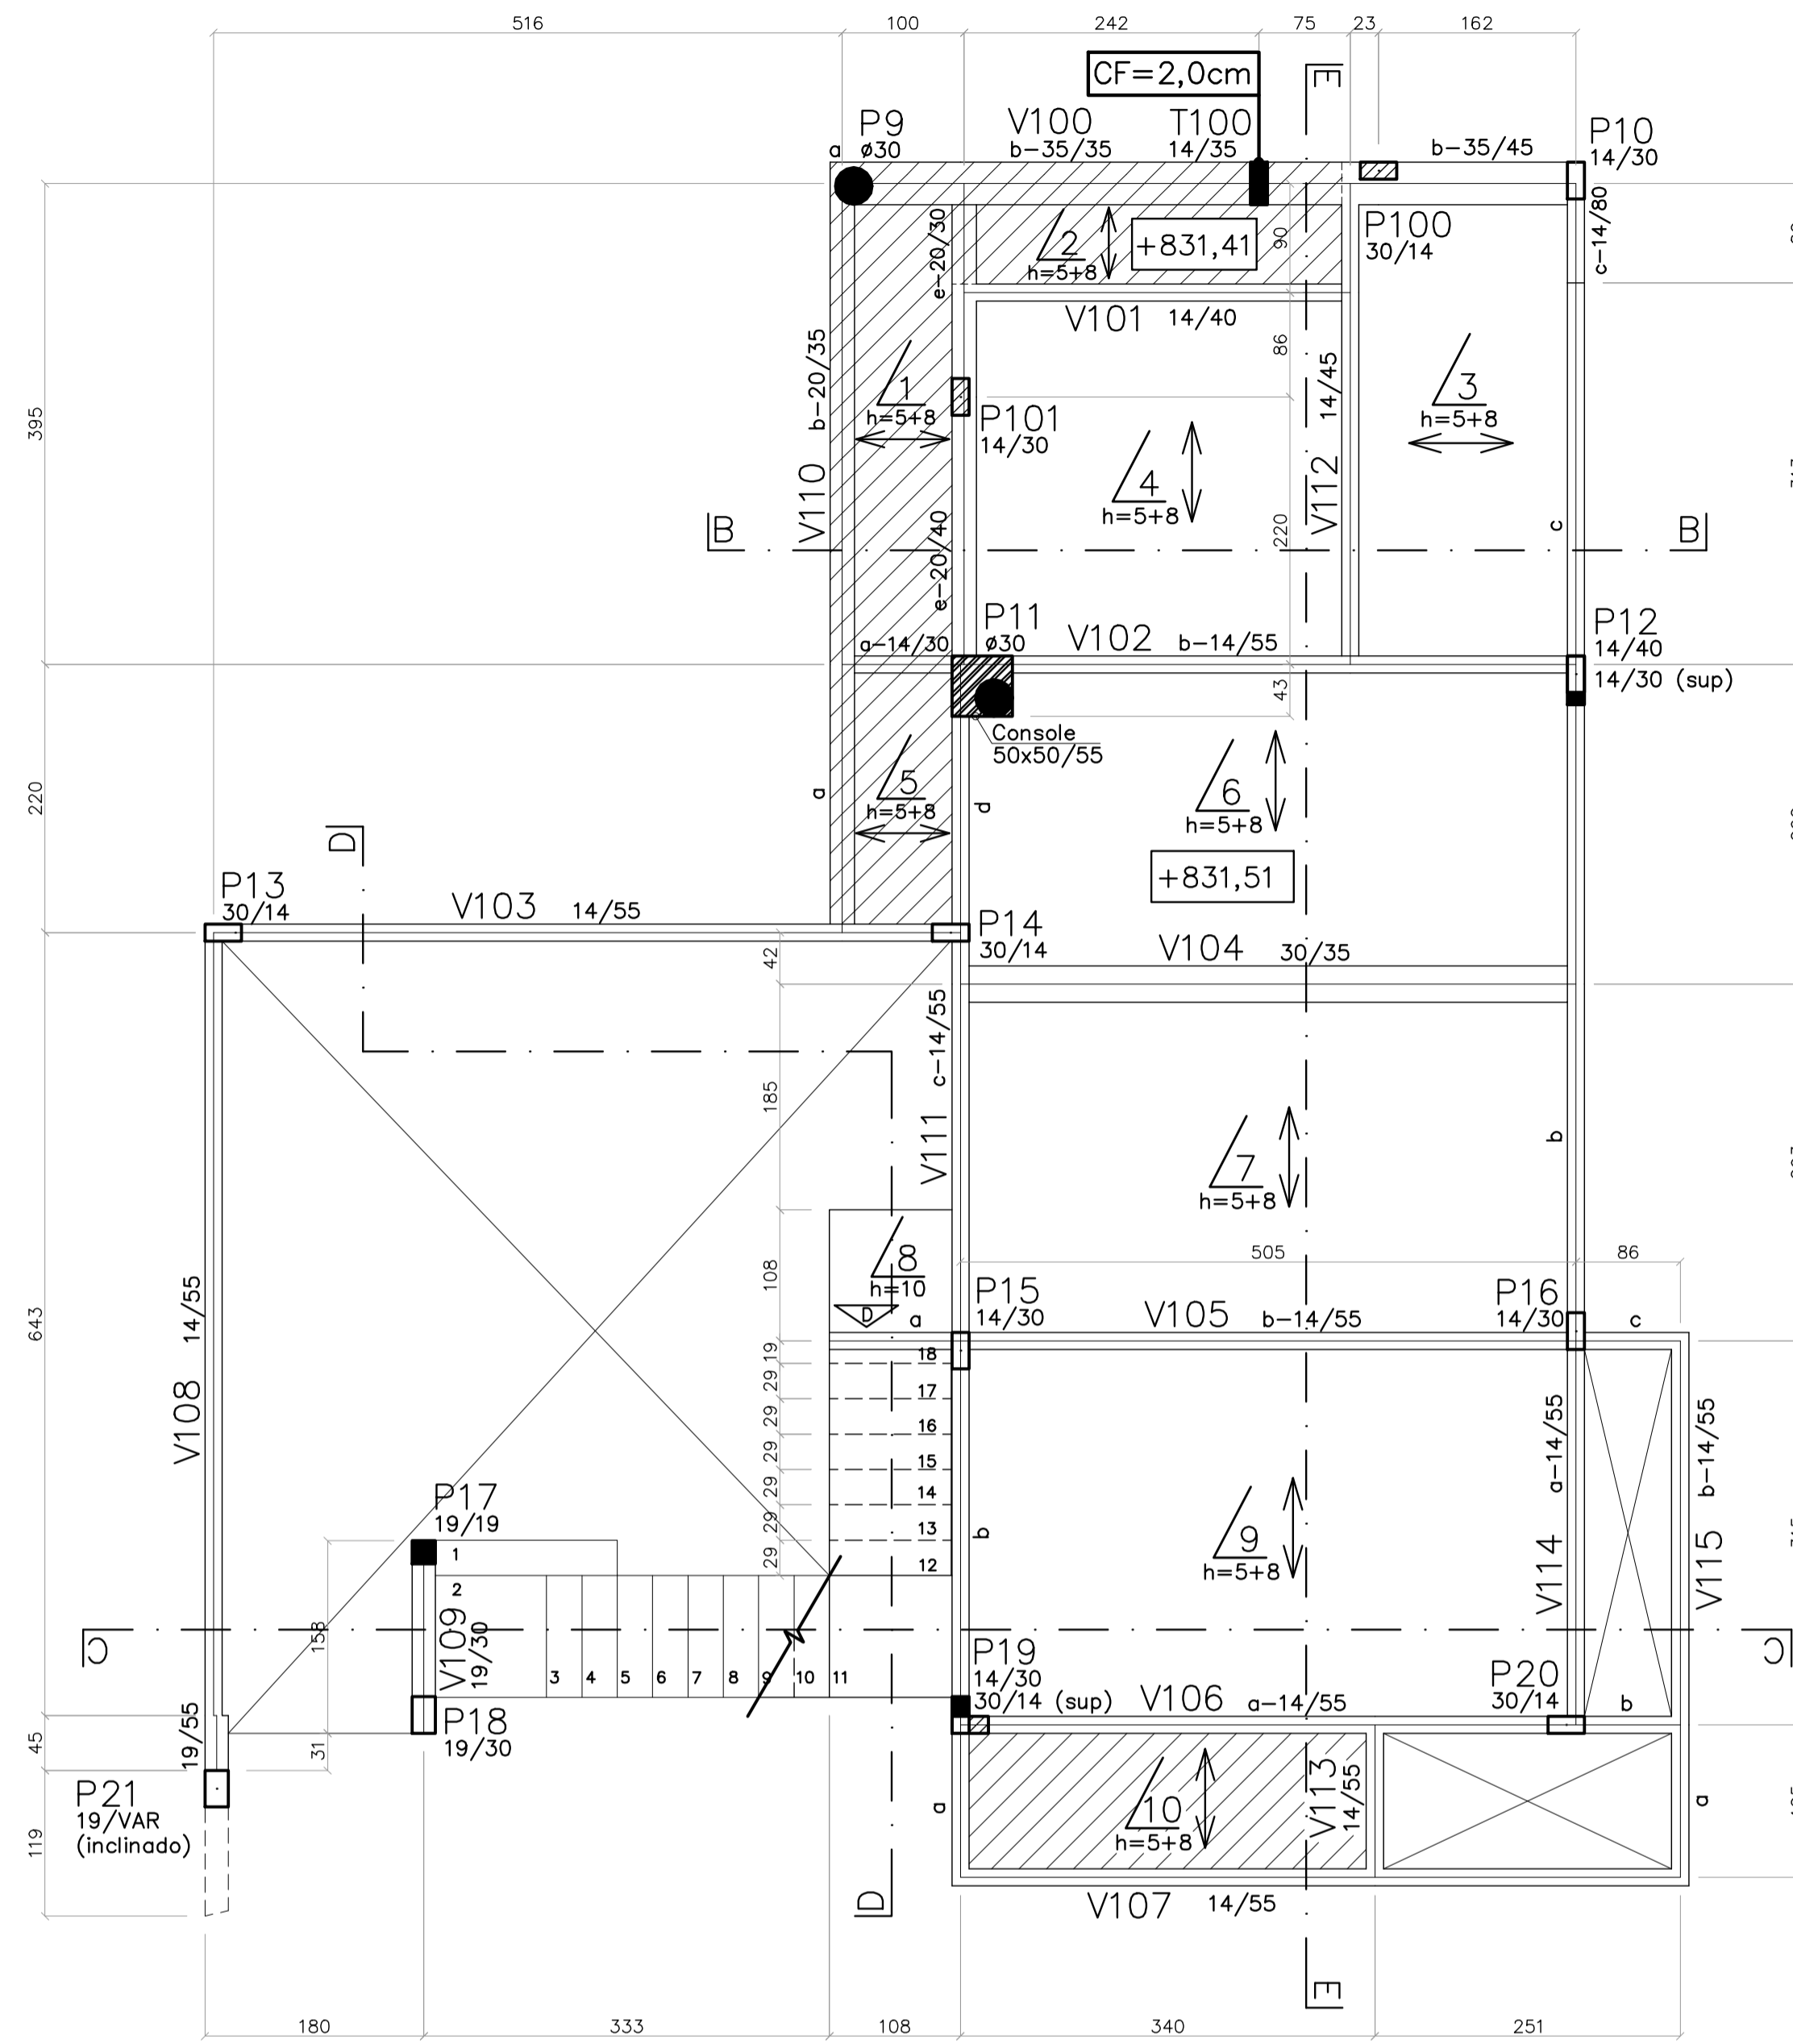 516
100
242
75
23
162
CF=2,0cm
E
P9
ø30
a
V100
b-35/35
T100
14/35
b-35/45
P10
14/30
c-14/80
e-20/30
2
h=5+8
+831,41
90
P100
30/14
V101 14/40
86
b-20/35
V110
1
h=5+8
P101
14/30
14/45
V112
3
h=5+8
395
4
h=5+8
220
c
B
B
e-20/40
a-14/30
P11
ø30
V102 b-14/55
P12
14/40
14/30 (sup)
43
Console
50x50/55
220
a
5
h=5+8
d
6
h=5+8
+831,51
D
P13
30/14
V103 14/55
P14
30/14
V104 30/35
42
c-14/55
V111
185
7
h=5+8
b
8
h=10
D
108
505
86
P15
14/30
V105 b-14/55
P16
14/30
a
c
643
14/55
V108
19
29
29
29
29
29
29
18
17
16
15
14
13
12
a-14/55
V114
b-14/55
V115
P17
19/19
1
2
V109
19/30
3
4
5
6
7
8
9
10
11
b
9
h=5+8
C
C
158
P19
14/30
30/14 (sup)
V106 a-14/55
P20
30/14
b
P18
19/30
31
45
19/55
P21
19/VAR
(inclinado)
119
a
10
h=5+8
V113
14/55
a
D
V107 14/55
E
180
333
108
340
251